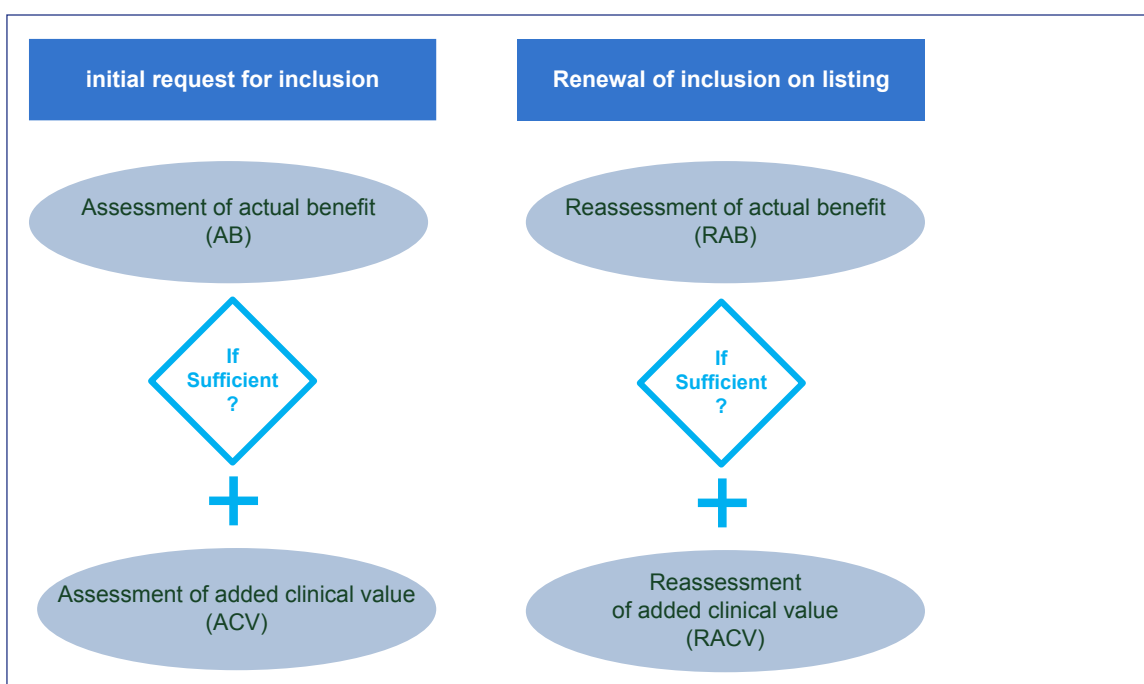 initial request for inclusion
Assessment of actual benefit
(AB)
If
Sufficient
?
Assessment of added clinical value
(ACV)
Renewal of inclusion on listing
Reassessment of actual benefit
(RAB)
If
Sufficient
?
Reassessment
of added clinical value
(RACV)